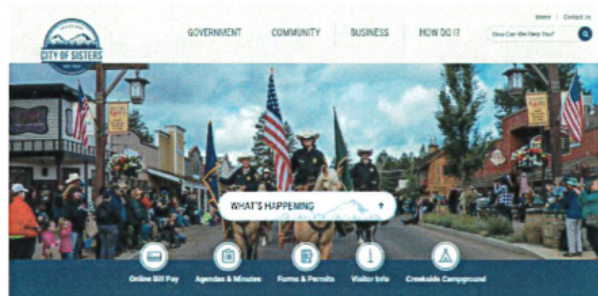 Home | Contact Us
GOVERNMENT COMMUNITY BUSINESS HOW DO I? How Can We Help You?
CITY OF SISTERS
WHAT'S HAPPENING
Online Bill Pay Agendas & Minutes Forms & Permits Visitor Info Creekside Campground